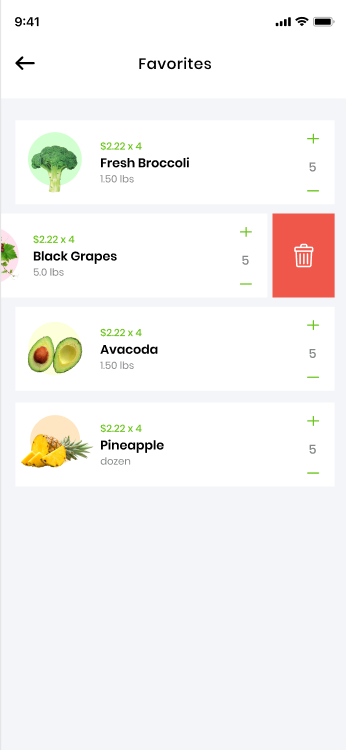 9:41
Favorites
$2.22 x 4
Fresh Broccoli
1.50 lbs
5
$2.22 x 4
Black Grapes
5.0 lbs
5
$2.22 x 4
Avacoda
1.50 lbs
5
$2.22 x 4
Pineapple
dozen
5